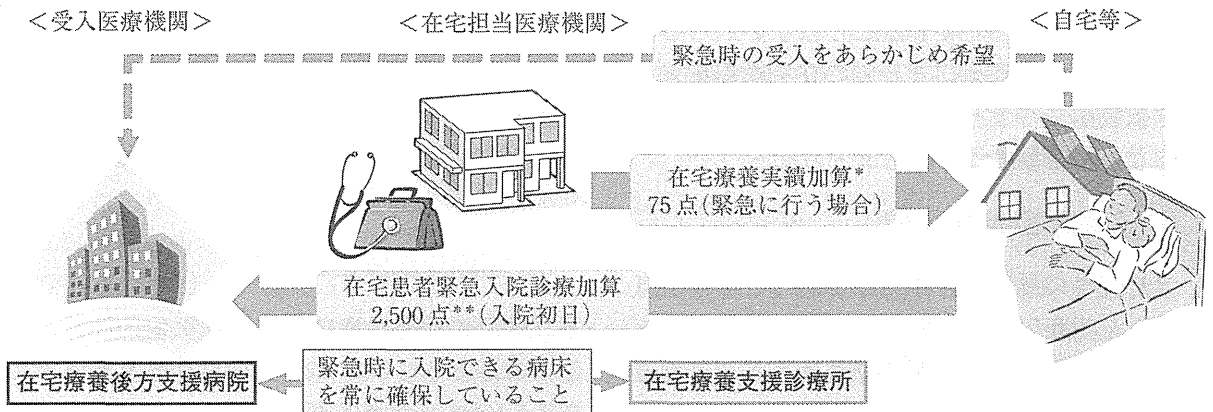 ＜受入医療機関＞
＜在宅担当医療機関＞
＜自宅等＞
緊急時の受入をあらかじめ希望
在宅療養実績加算*
75点(緊急に行う場合)
在宅患者緊急入院診療加算
2,500点**(入院初日)
在宅療養後方支援病院
緊急時に入院できる病床
を常に確保していること
在宅療養支援診療所